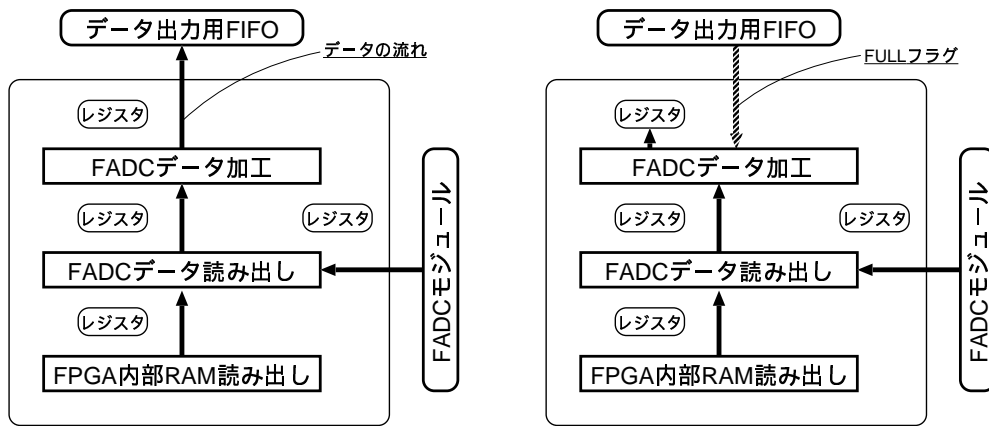 データ出力用FIFO
データの流れ
レジスタ
FADCデータ加工
レジスタ
レジスタ
FADCデータ読み出し
レジスタ
FPGA内部RAM読み出し
FADCモジュール
データ出力用FIFO
FULLフラグ
レジスタ
FADCデータ加工
レジスタ
レジスタ
FADCデータ読み出し
レジスタ
FPGA内部RAM読み出し
FADCモジュール